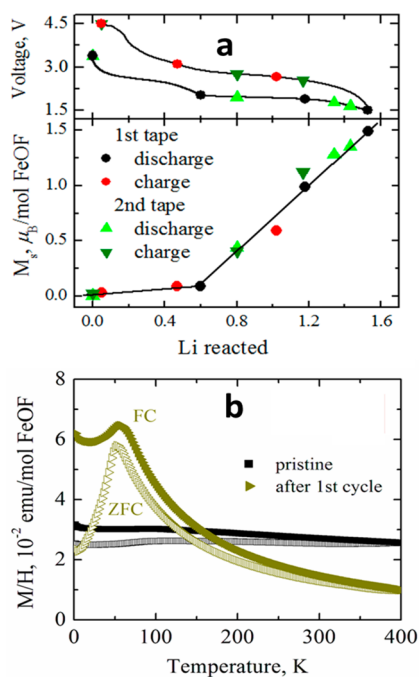 4.5
3.0
1.5
Voltage, V
a
1.5
1.0
0.5
0.0
Ms, μB/mol FeOF
1st tape
discharge
charge
2nd tape
discharge
charge
0.0 0.4 0.8 1.2 1.6
Li reacted
8
6
4
2
0
M/H, 10⁻² emu/mol FeOF
b
FC
ZFC
pristine
after 1st cycle
0 100 200 300 400
Temperature, K